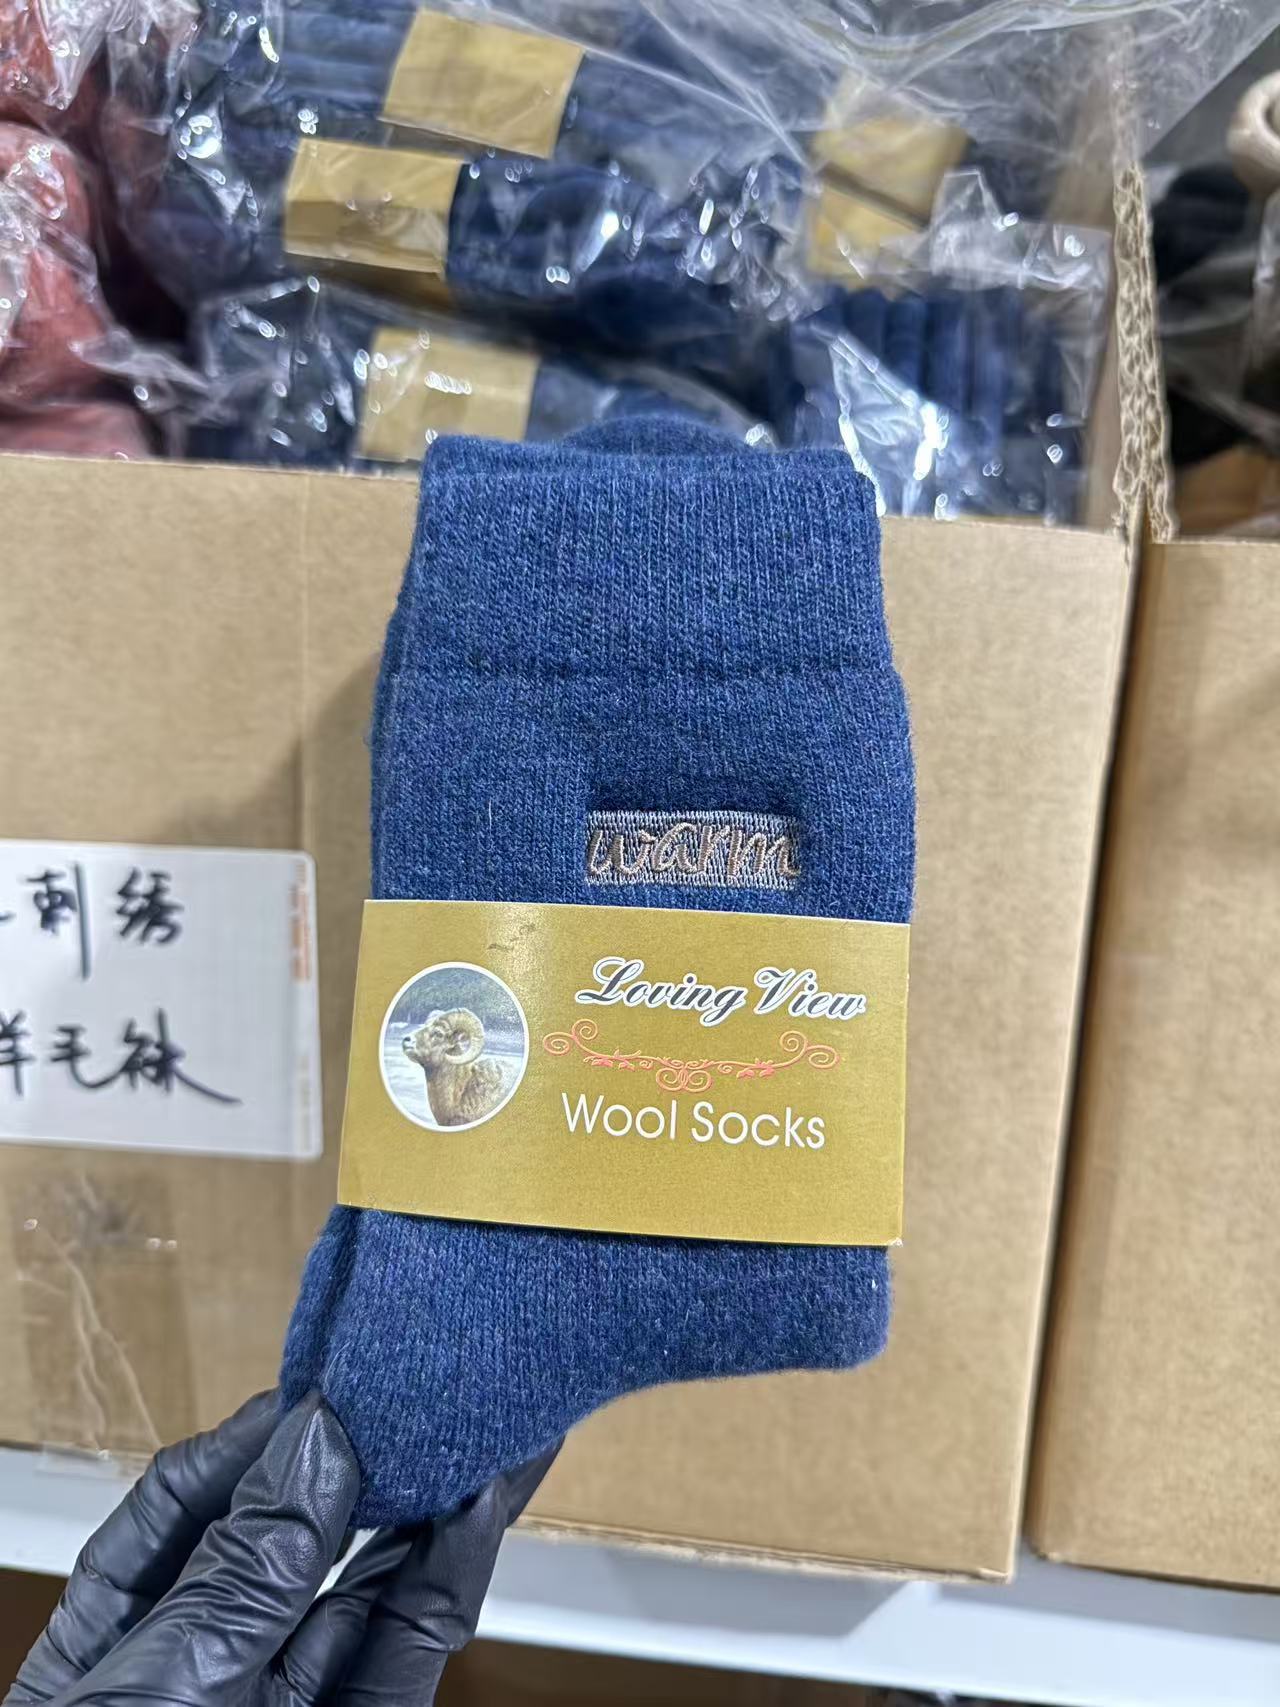 warm
Loving View
Wool Socks
刺绣
羊毛袜